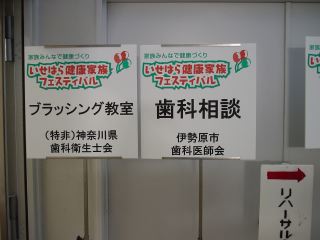 家族みんなで健康づくり
いせはら健康家族
フェスティバル
ブラッシング教室
(特非)神奈川県
歯科衛生士会
家族みんなで健康づくり
いせはら健康家族
フェスティバル
歯科相談
伊勢原市
歯科医師会
リハーサル